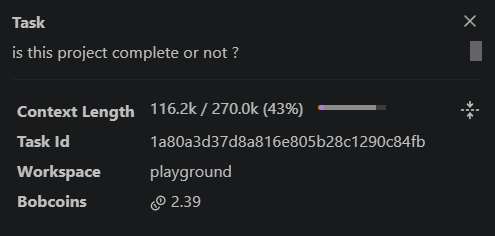 Task
is this project complete or not ?
Context Length 116.2k / 270.0k (43%)
Task Id 1a80a3d37d8a816e805b28c1290c84fb
Workspace playground
Bobcoins 2.39